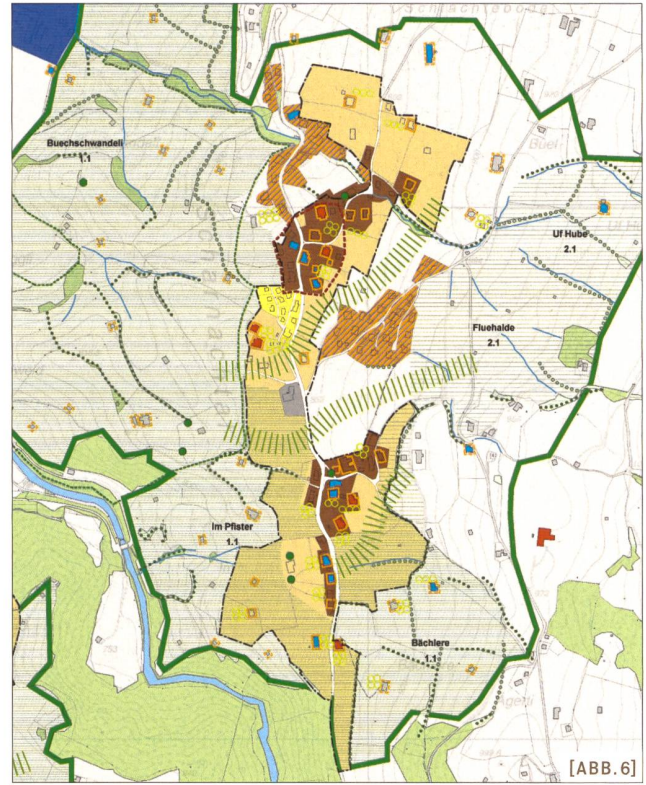 Buechschwandeli
1.1
Uf Hube
2.1
Fluehalde
2.1
Im Pfister
1.1
Bächlere
1.1
[ABB.6]